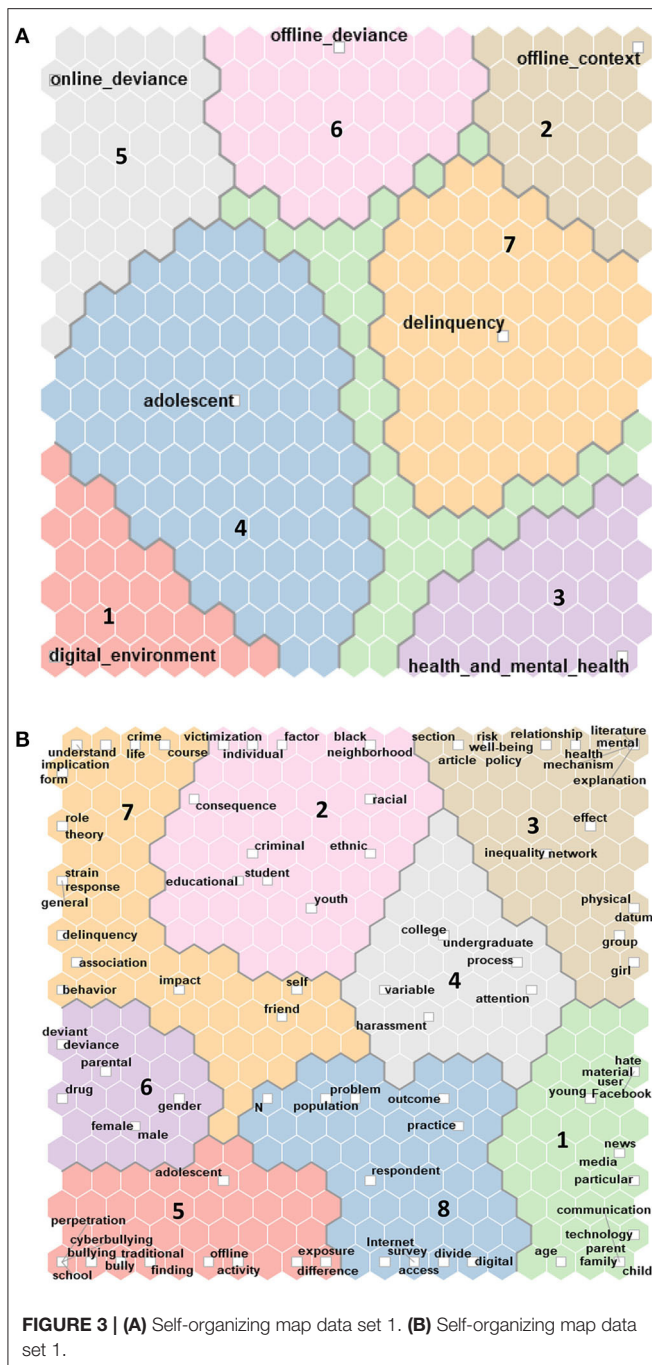 A
offline_deviance
offline_context
online_deviance
6
2
5
7
delinquency
adolescent
4
3
1
digital_environment
health_and_mental_health
B
understand
implication
form
crime
life
course
victimization
individual
factor
black
neighborhood
section
article
risk
well-being
policy
relationship
health
mechanism
literature
mental
explanation
7
consequence
racial
2
role
theory
3
effect
criminal
ethnic
inequality
network
strain
response
general
educational
student
youth
physical
datum
delinquency
college
undergraduate
group
association
process
girl
behavior
impact
self
variable
4
attention
friend
harassment
deviant
deviance
parental
hate
material
user
Facebook
young
drug
6
gender
N
population
problem
outcome
female
male
practice
1
news
media
particular
adolescent
respondent
5
8
communication
perpetration
cyberbullying
bullying
bully
school
traditional
finding
offline
activity
exposure
difference
Internet
survey
access
divide
digital
age
technology
parent
family
child
FIGURE 3 | (A) Self-organizing map data set 1. (B) Self-organizing map data
set 1.